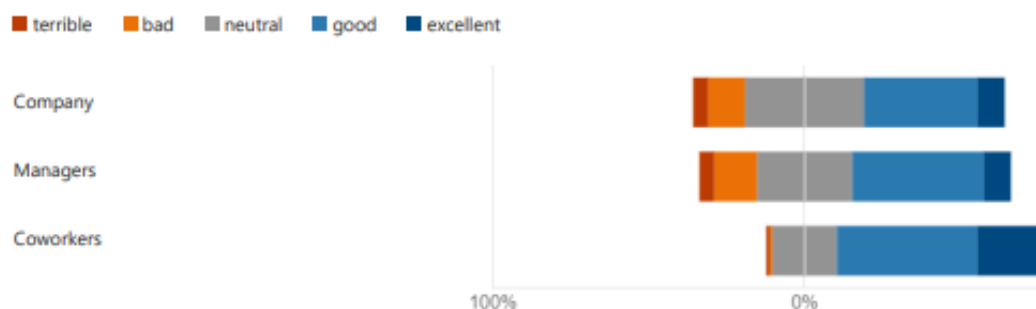 terrible bad neutral good excellent
Company
Managers
Coworkers
100% 0%